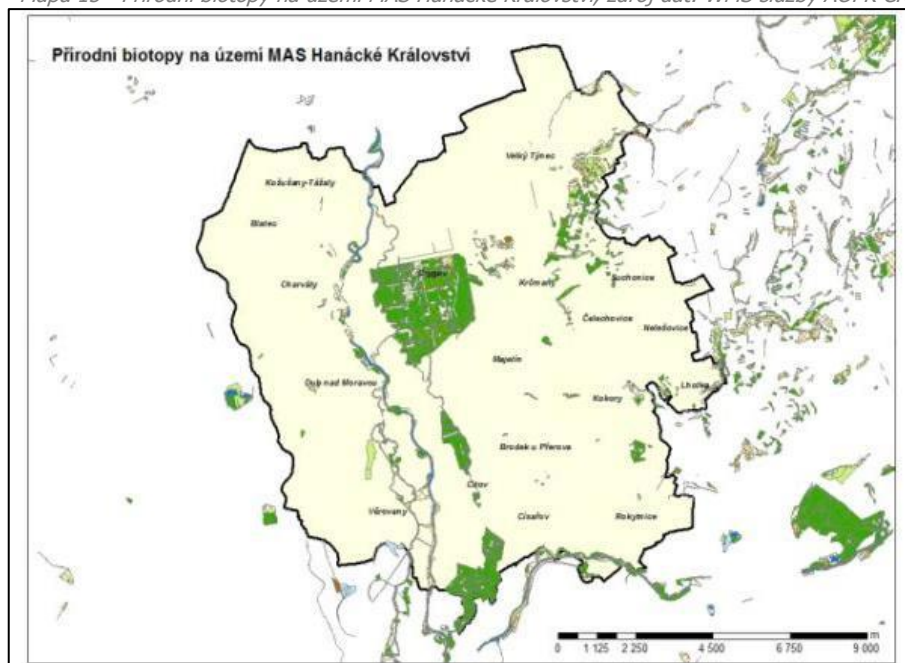 Přírodní biotopy na území MAS Hanácké Království
Velký Týnec
Kožušany-Tážaly
Blatec
Suchonice
Charváty
Krčmaň
Čelechovice
Nelešovice
Majetín
Dub nad Moravou
Lhotka
Kokory
Brodek u Přerova
Citov
Věrovany
Císařov
Rokytnice
m
0 1 125 2 250 4 500 6 750 9 000